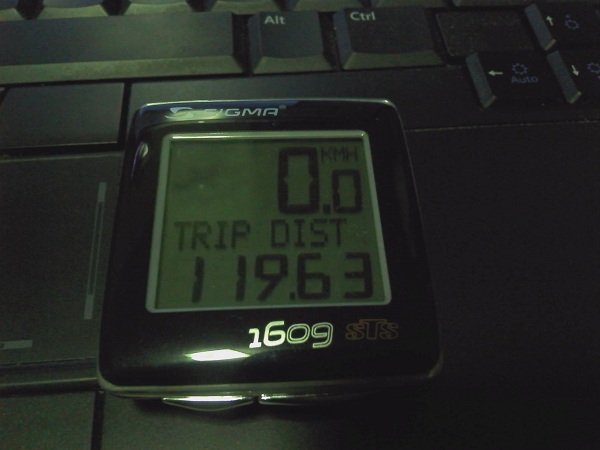 Alt Ctrl
Auto
SIGMA
KMH
0.0
TRIP DIST
119.63
1609 STS